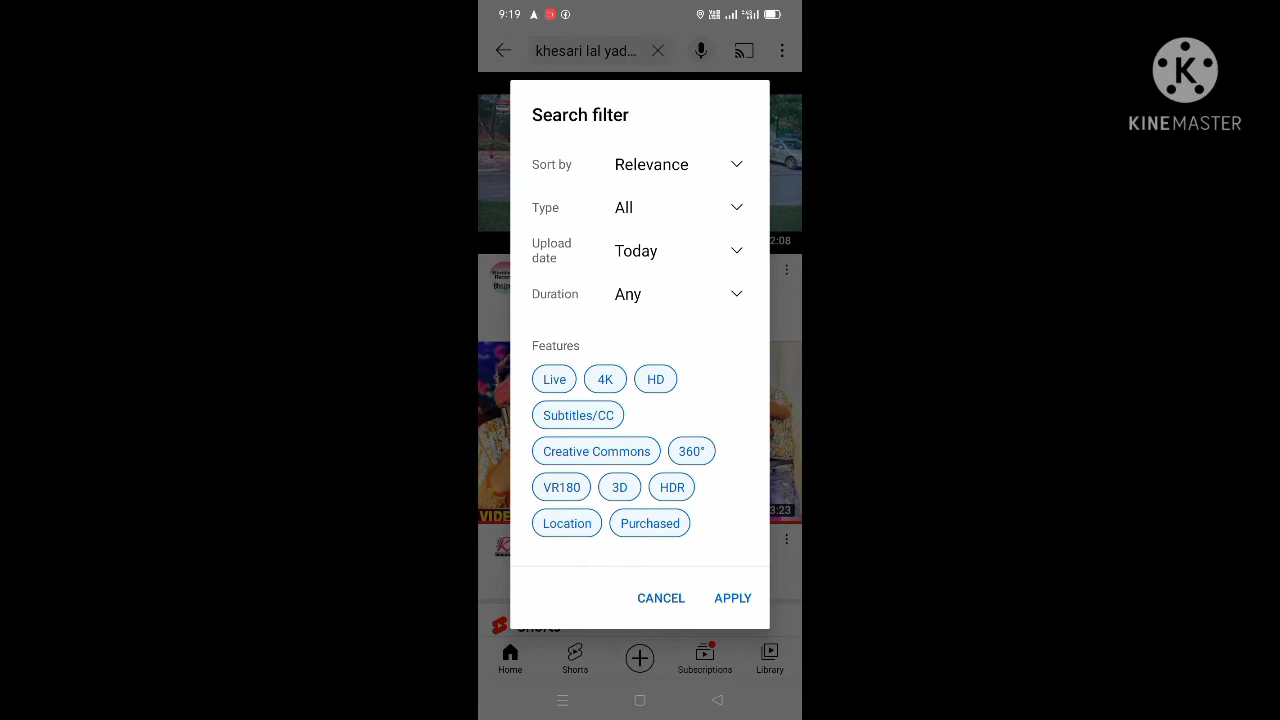 9:19
khesari lal yad...
KINEMASTER
Search filter
Sort by Relevance
Type All
Upload date Today
2:08
Duration Any
Features
Live 4K HD
Subtitles/CC
Creative Commons 360°
VR180 3D HDR
3:23
VIDE
Location Purchased
CANCEL APPLY
Shorts
Home Shorts Subscriptions Library